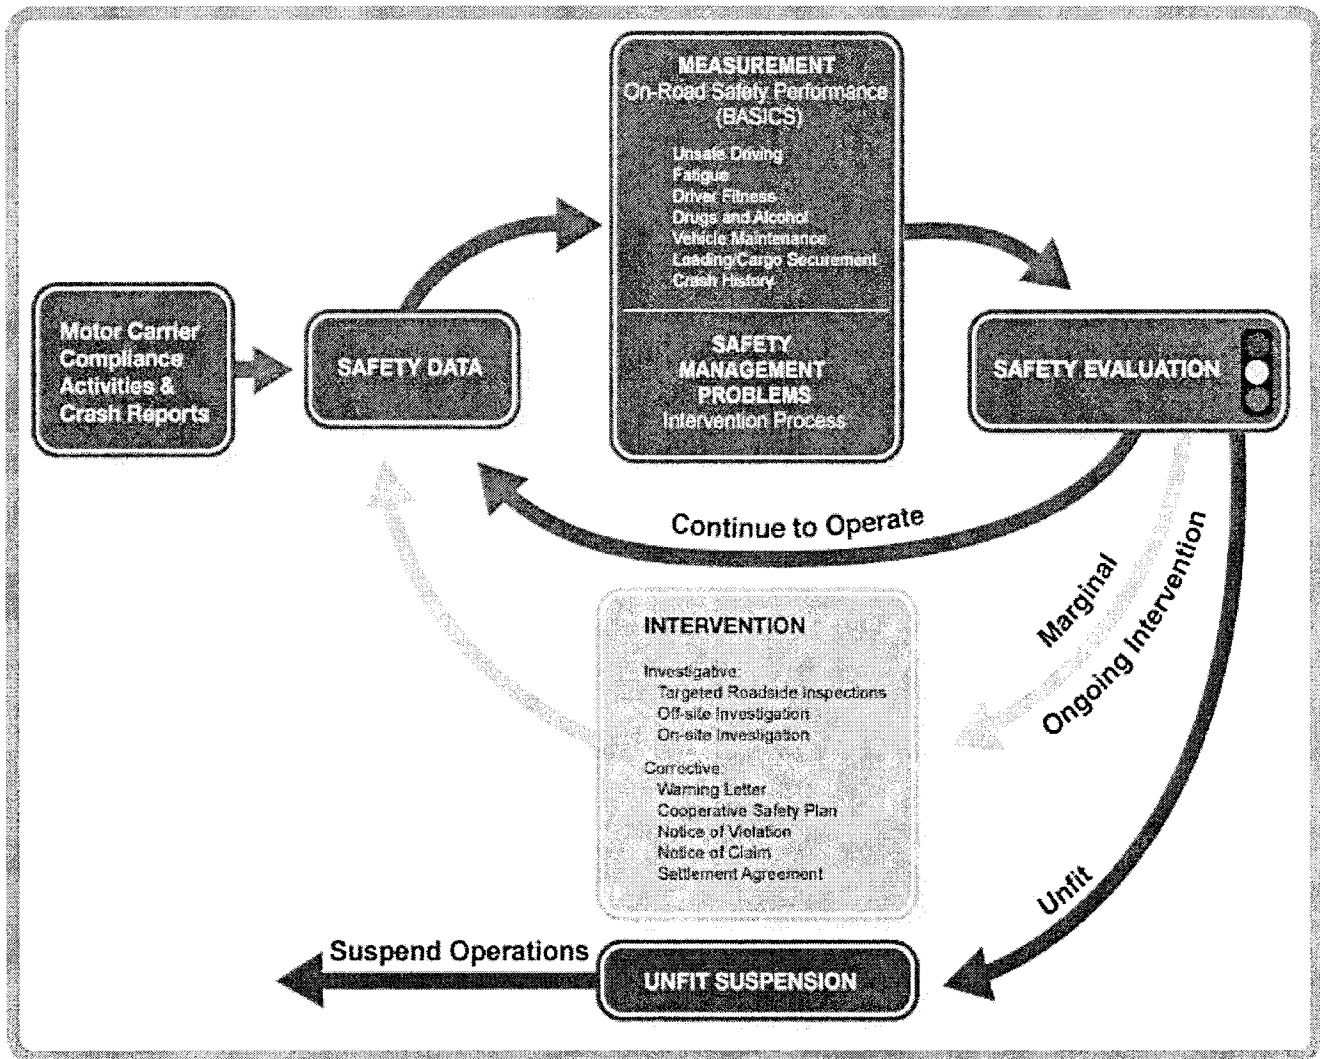 MEASUREMENT
On-Road Safety Performance
(BASICS)
Unsafe Driving
Fatigue
Driver Fitness
Drugs and Alcohol
Vehicle Maintenance
Loading/Cargo Securement
Crash History
SAFETY
MANAGEMENT
PROBLEMS
Intervention Process
Motor Carrier
Compliance
Activities &
Crash Reports
SAFETY DATA
SAFETY EVALUATION
Continue to Operate
Marginal
Ongoing Intervention
INTERVENTION
Investigative:
Targeted Roadside Inspections
Off-site Investigation
On-site Investigation
Corrective:
Warning Letter
Cooperative Safety Plan
Notice of Violation
Notice of Claim
Settlement Agreement
Unfit
Suspend Operations
UNFIT SUSPENSION